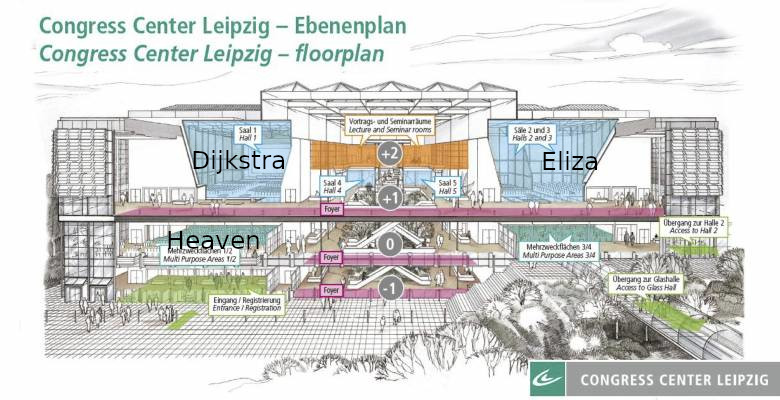 Congress Center Leipzig – Ebenenplan
Congress Center Leipzig – floorplan
Saal 1
Hall 1
Vortrags- und Seminarräume
Lecture and Seminar rooms
Säle 2 und 3
Halls 2 and 3
Dijkstra
+2
Eliza
Saal 4
Hall 4
Saal 5
Hall 5
+1
Foyer
Übergang zur Halle 2
Access to Hall 2
Heaven
0
Mehrzweckflächen 1/2
Multi Purpose Areas 1/2
Mehrzweckflächen 3/4
Multi Purpose Areas 3/4
Foyer
Übergang zur Glashalle
Access to Glass Hall
Foyer
-1
Eingang / Registrierung
Entrance / Registration
CONGRESS CENTER LEIPZIG